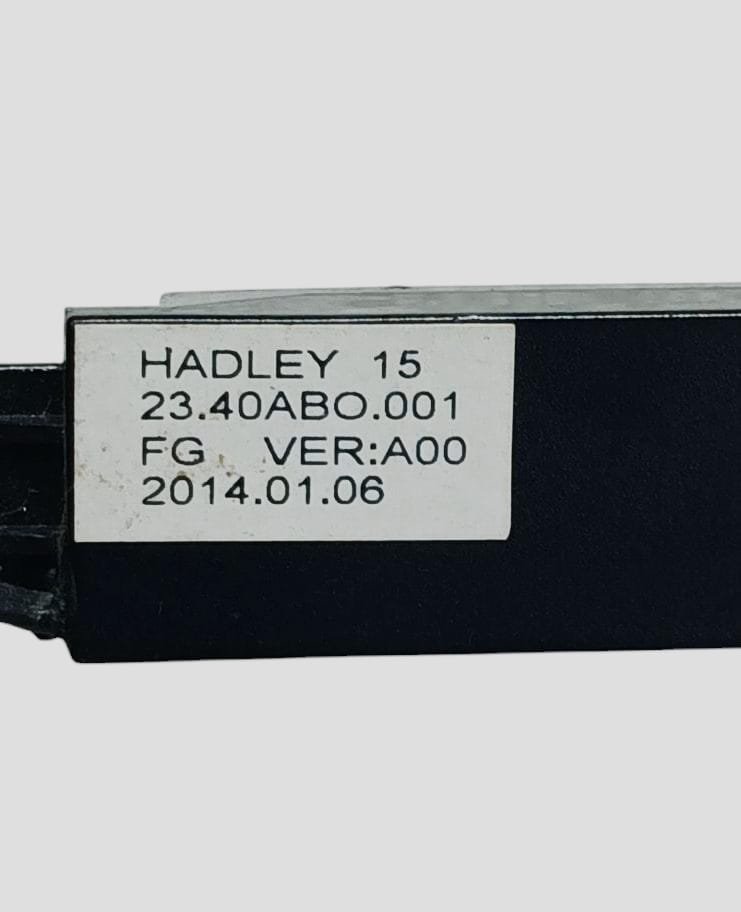 HADLEY 15
23.40ABO.001
FG VER:A00
2014.01.06